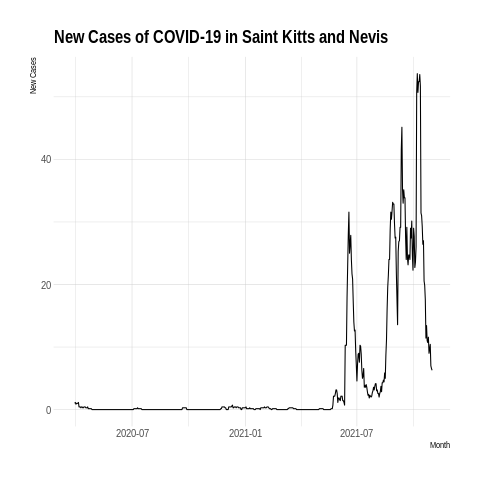 New Cases of COVID-19 in Saint Kitts and Nevis
New Cases
40
20
0
2020-07 2021-01 2021-07
Month